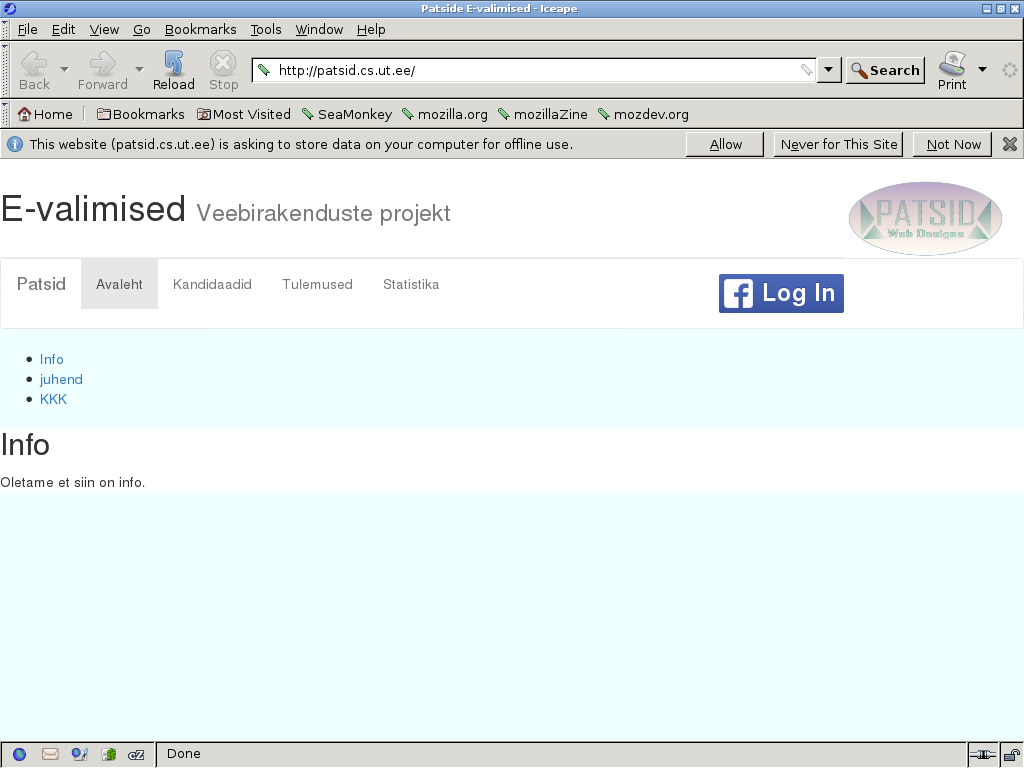 Patside E-valimised - Iceape
File Edit View Go Bookmarks Tools Window Help
Back Forward Reload Stop http://patsid.cs.ut.ee/ Search Print
Home Bookmarks Most Visited SeaMonkey mozilla.org mozillaZine mozdev.org
This website (patsid.cs.ut.ee) is asking to store data on your computer for offline use. Allow Never for This Site Not Now
E-valimised Veebirakenduste projekt
PATSID
Web Designs
Patsid Avaleht Kandidaadid Tulemused Statistika Log In
Info
juhend
KKK
Info
Oletame et siin on info.
Done